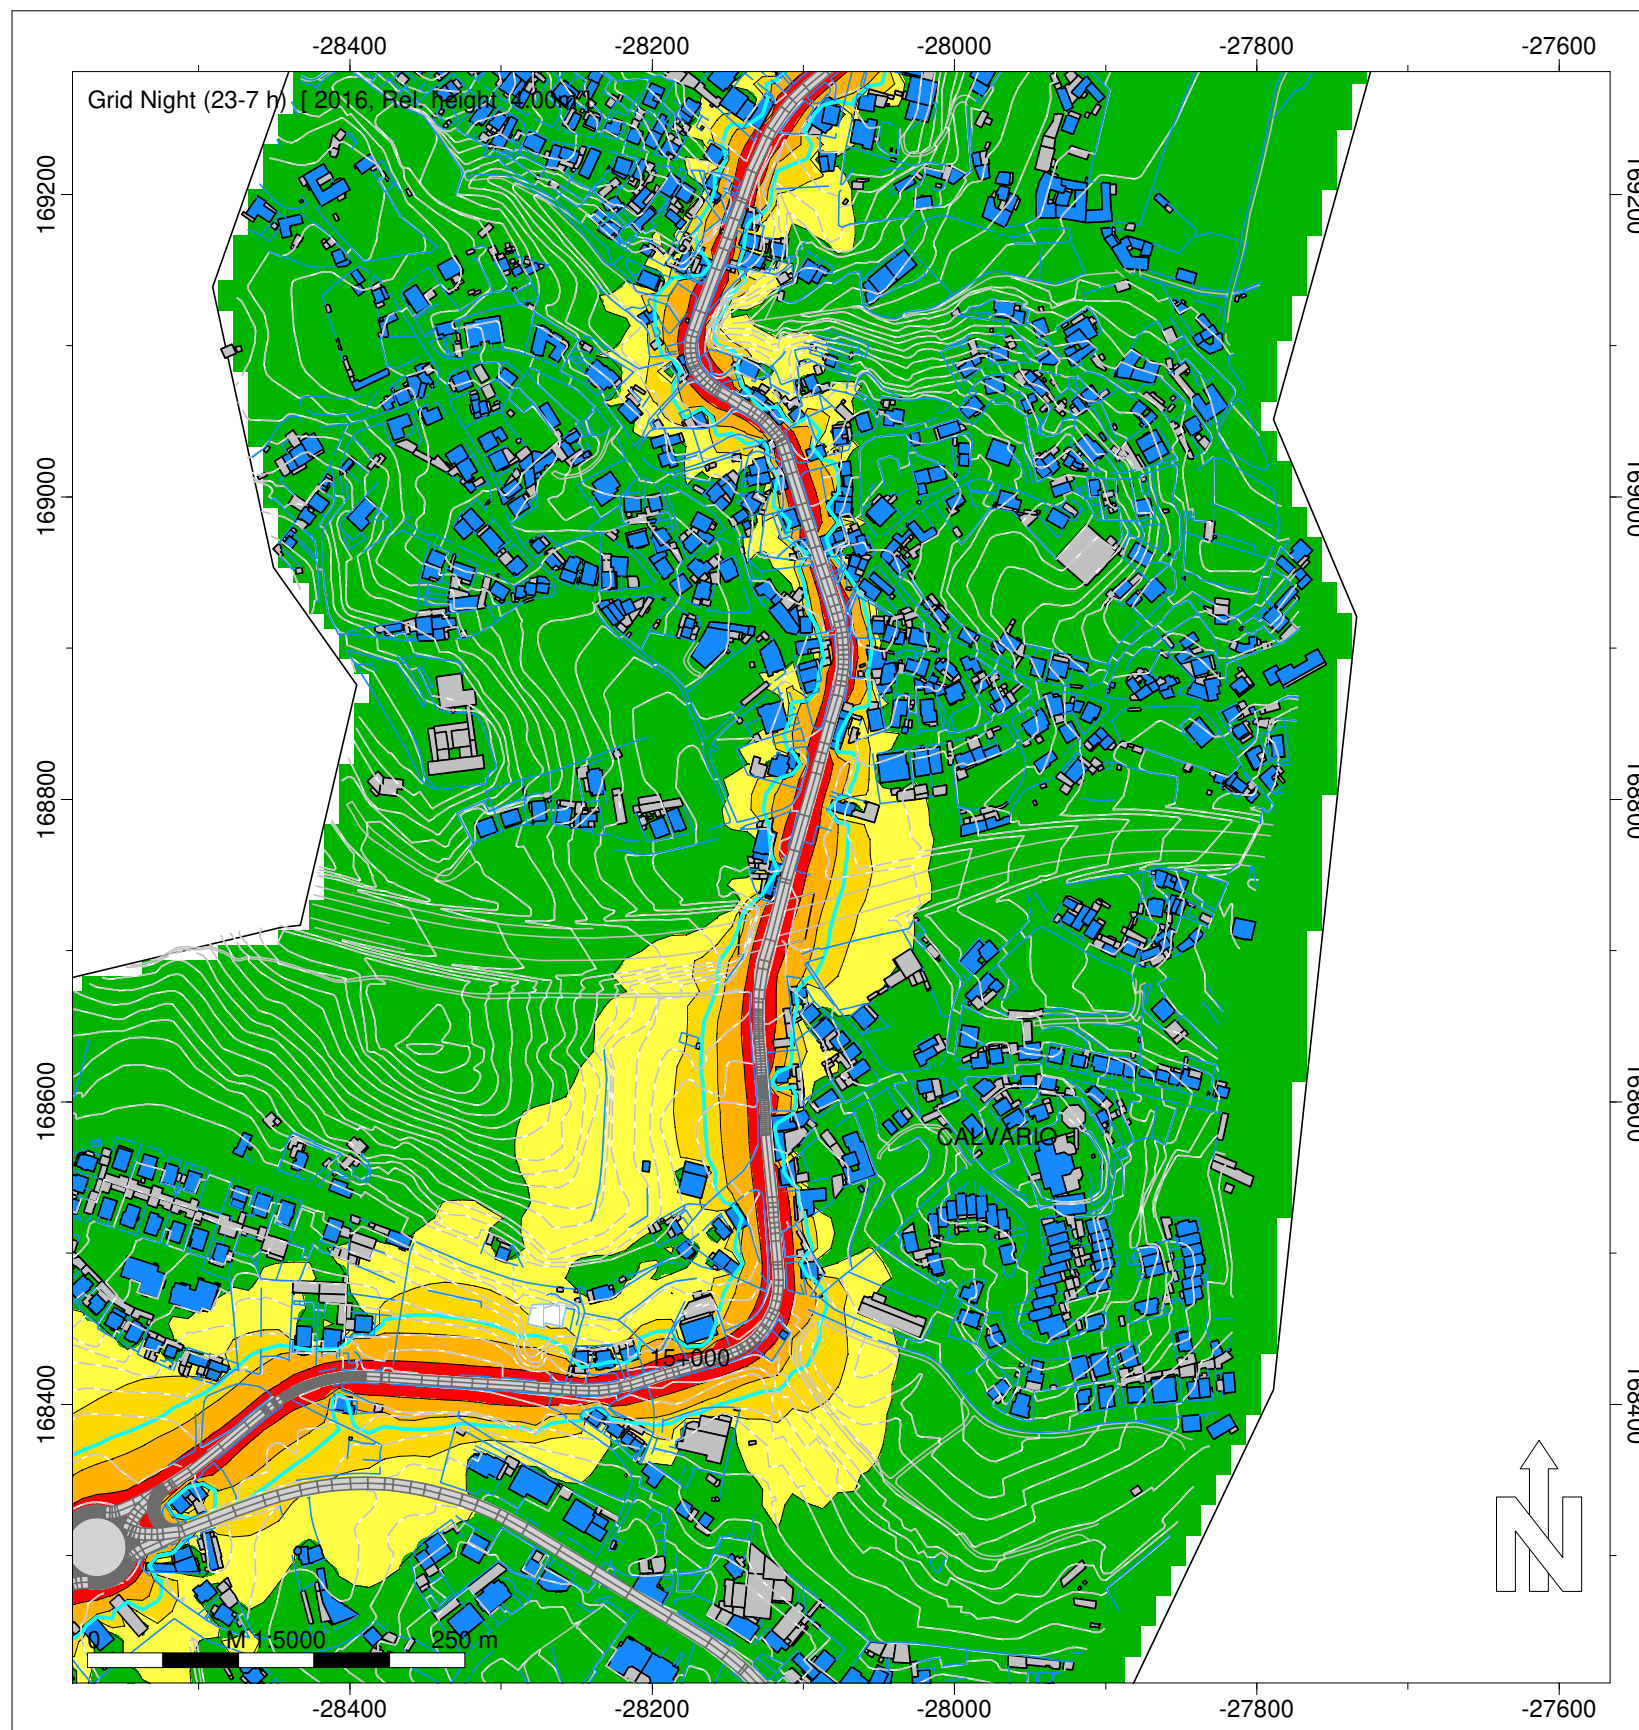 -28400 -28200 -28000 -27800 -27600
Grid Night (23-7 h) [ 2016, Rel. height 4.00m ]
169200 169200
169000 169000
168800 168800
168600 168600
CALVARIO
15+000
168400 168400
N
0 M 1:5000 250 m
-28400 -28200 -28000 -27800 -27600